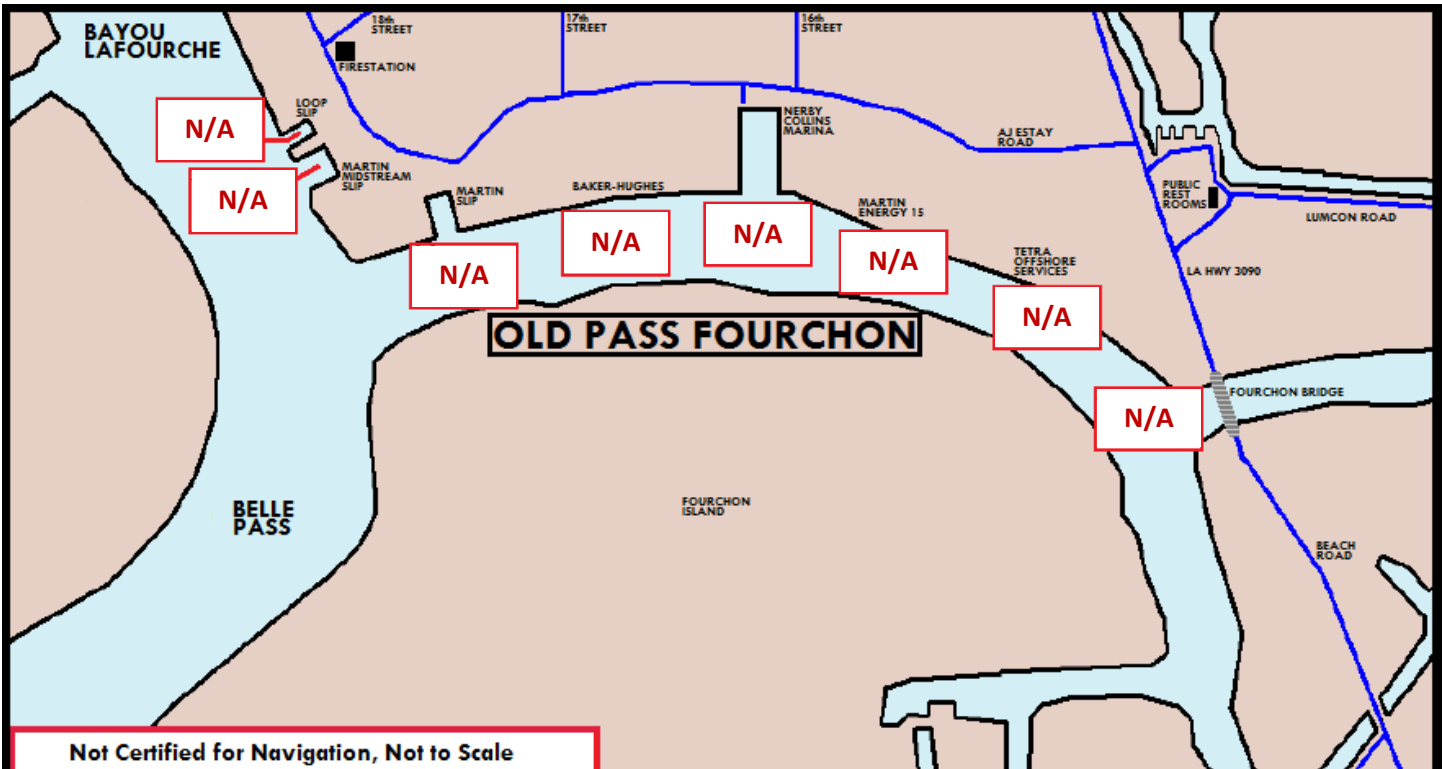 BAYOU
LAFOURCHE
18th
STREET
17th
STREET
16th
STREET
FIRESTATION
LOOP
SLIP
N/A
NERBY
COLLINS
MARINA
AJ ESTAY
ROAD
MARTIN
MIDSTREAM
SLIP
N/A
MARTIN
SLIP
BAKER-HUGHES
MARTIN
ENERGY 15
PUBLIC
REST
ROOMS
LUMCON ROAD
N/A
N/A
N/A
N/A
TETRA
OFFSHORE
SERVICES
LA HWY 3090
N/A
OLD PASS FOURCHON
N/A
FOURCHON BRIDGE
BELLE
PASS
FOURCHON
ISLAND
BEACH
ROAD
Not Certified for Navigation, Not to Scale